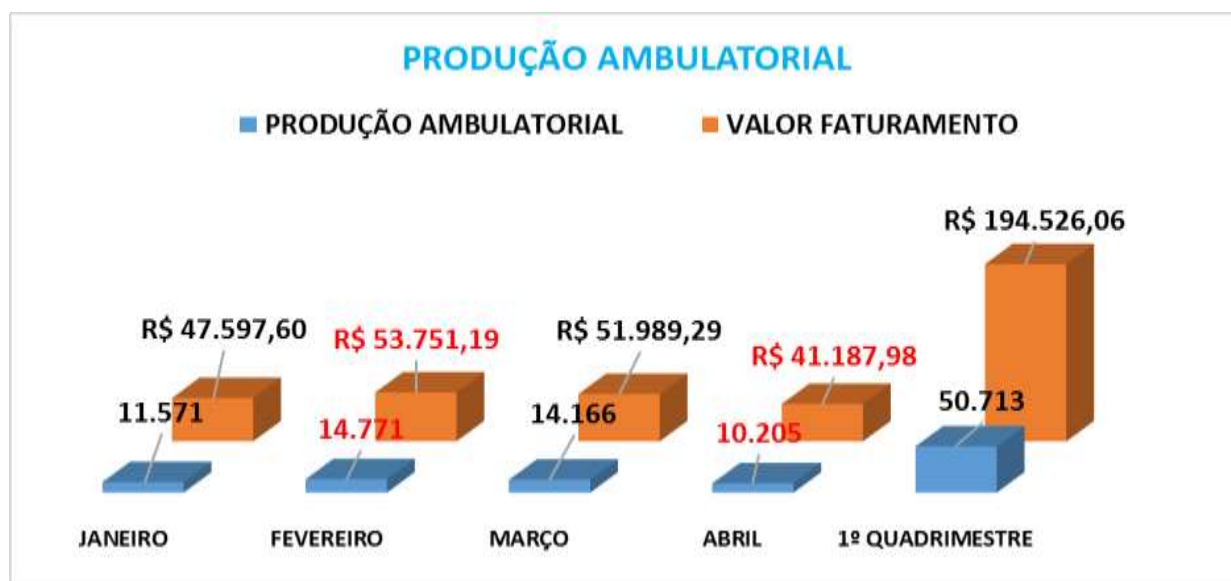 PRODUÇÃO AMBULATORIAL
PRODUÇÃO AMBULATORIAL VALOR FATURAMENTO
R$ 194.526,06
R$ 47.597,60 R$ 53.751,19 R$ 51.989,29
R$ 41.187,98
11.571 14.771 14.166 10.205 50.713
JANEIRO FEVEREIRO MARÇO ABRIL 1º QUADRIMESTRE